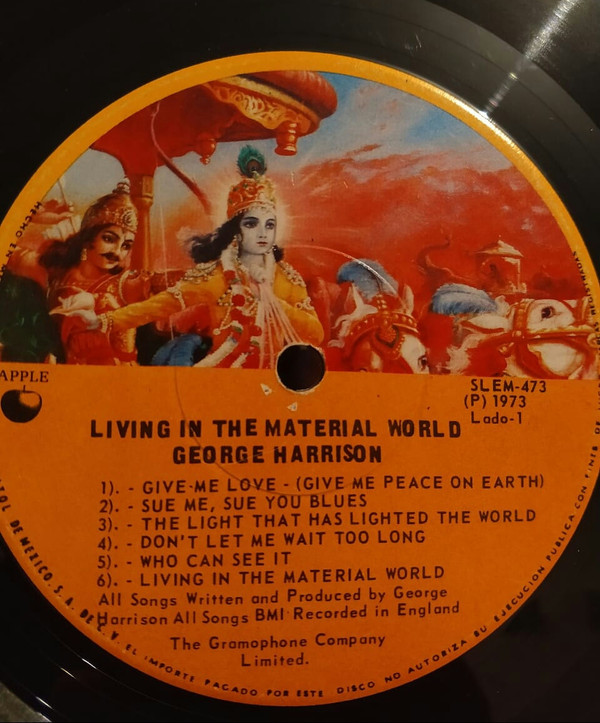 APPLE
SLEM-473
(P) 1973
Lado-1
LIVING IN THE MATERIAL WORLD
GEORGE HARRISON
1). - GIVE-ME LOVE - (GIVE ME PEACE ON EARTH)
2). - SUE ME, SUE YOU BLUES
3). - THE LIGHT THAT HAS LIGHTED THE WORLD
4). - DON'T LET ME WAIT TOO LONG
5). - WHO CAN SEE IT
6). - LIVING IN THE MATERIAL WORLD
All Songs Written and Produced by George
Harrison All Songs BMI Recorded in England
The Gramophone Company
Limited.
HECHO EN
DE MEXICO. S. A. DE C. V. EL IMPORTE PAGADO POR ESTE DISCO NO AUTORIZA SU EJECUCION PUBLICA CON FINES DE